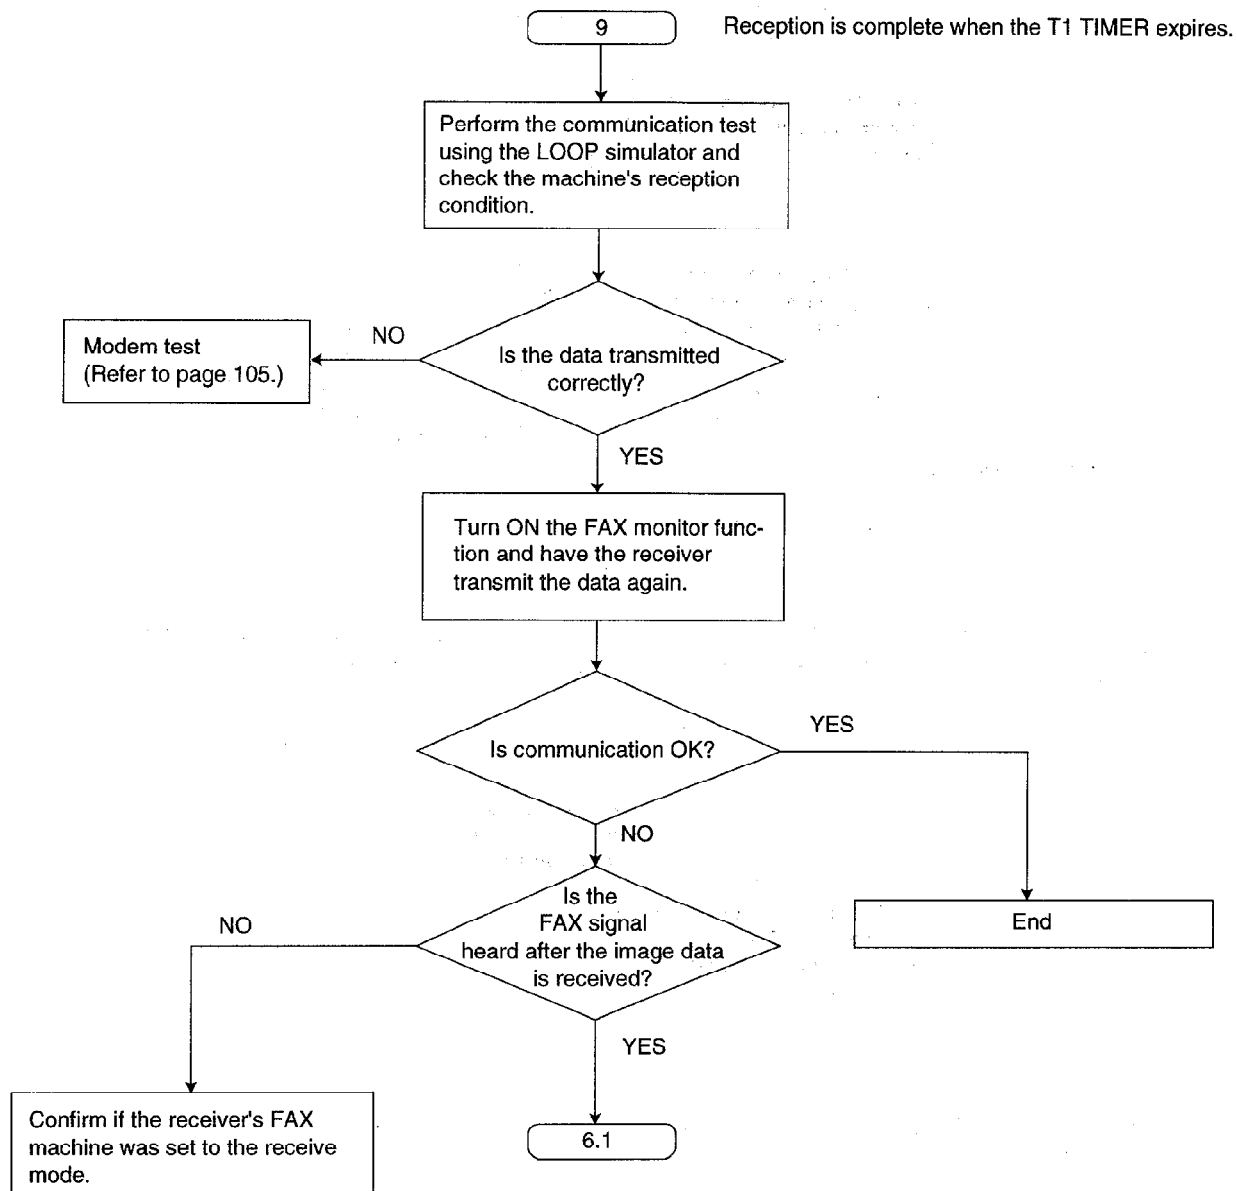 9
Reception is complete when the T1 TIMER expires.
Perform the communication test
using the LOOP simulator and
check the machine's reception
condition.
NO
Modem test
(Refer to page 105.)
Is the data transmitted
correctly?
YES
Turn ON the FAX monitor func-
tion and have the receiver
transmit the data again.
YES
Is communication OK?
NO
Is the
FAX signal
heard after the image data
is received?
NO
End
YES
Confirm if the receiver's FAX
machine was set to the receive
mode.
6.1